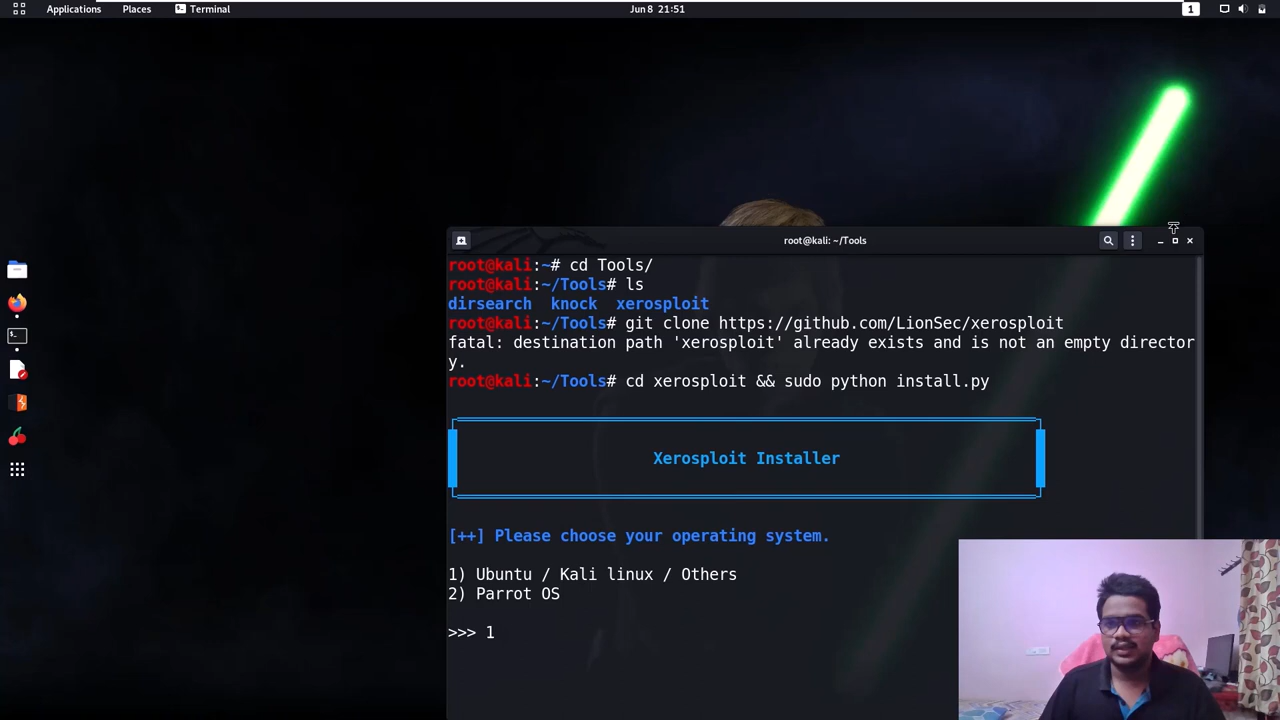 Applications Places Terminal Jun 8 21:51 1
root@kali: ~/Tools
root@kali:~# cd Tools/
root@kali:~/Tools# ls
dirsearch knock xerosploit
root@kali:~/Tools# git clone https://github.com/LionSec/xerosploit
fatal: destination path 'xerosploit' already exists and is not an empty director
y.
root@kali:~/Tools# cd xerosploit && sudo python install.py
Xerosploit Installer
[++] Please choose your operating system.
1) Ubuntu / Kali linux / Others
2) Parrot OS
>>> 1